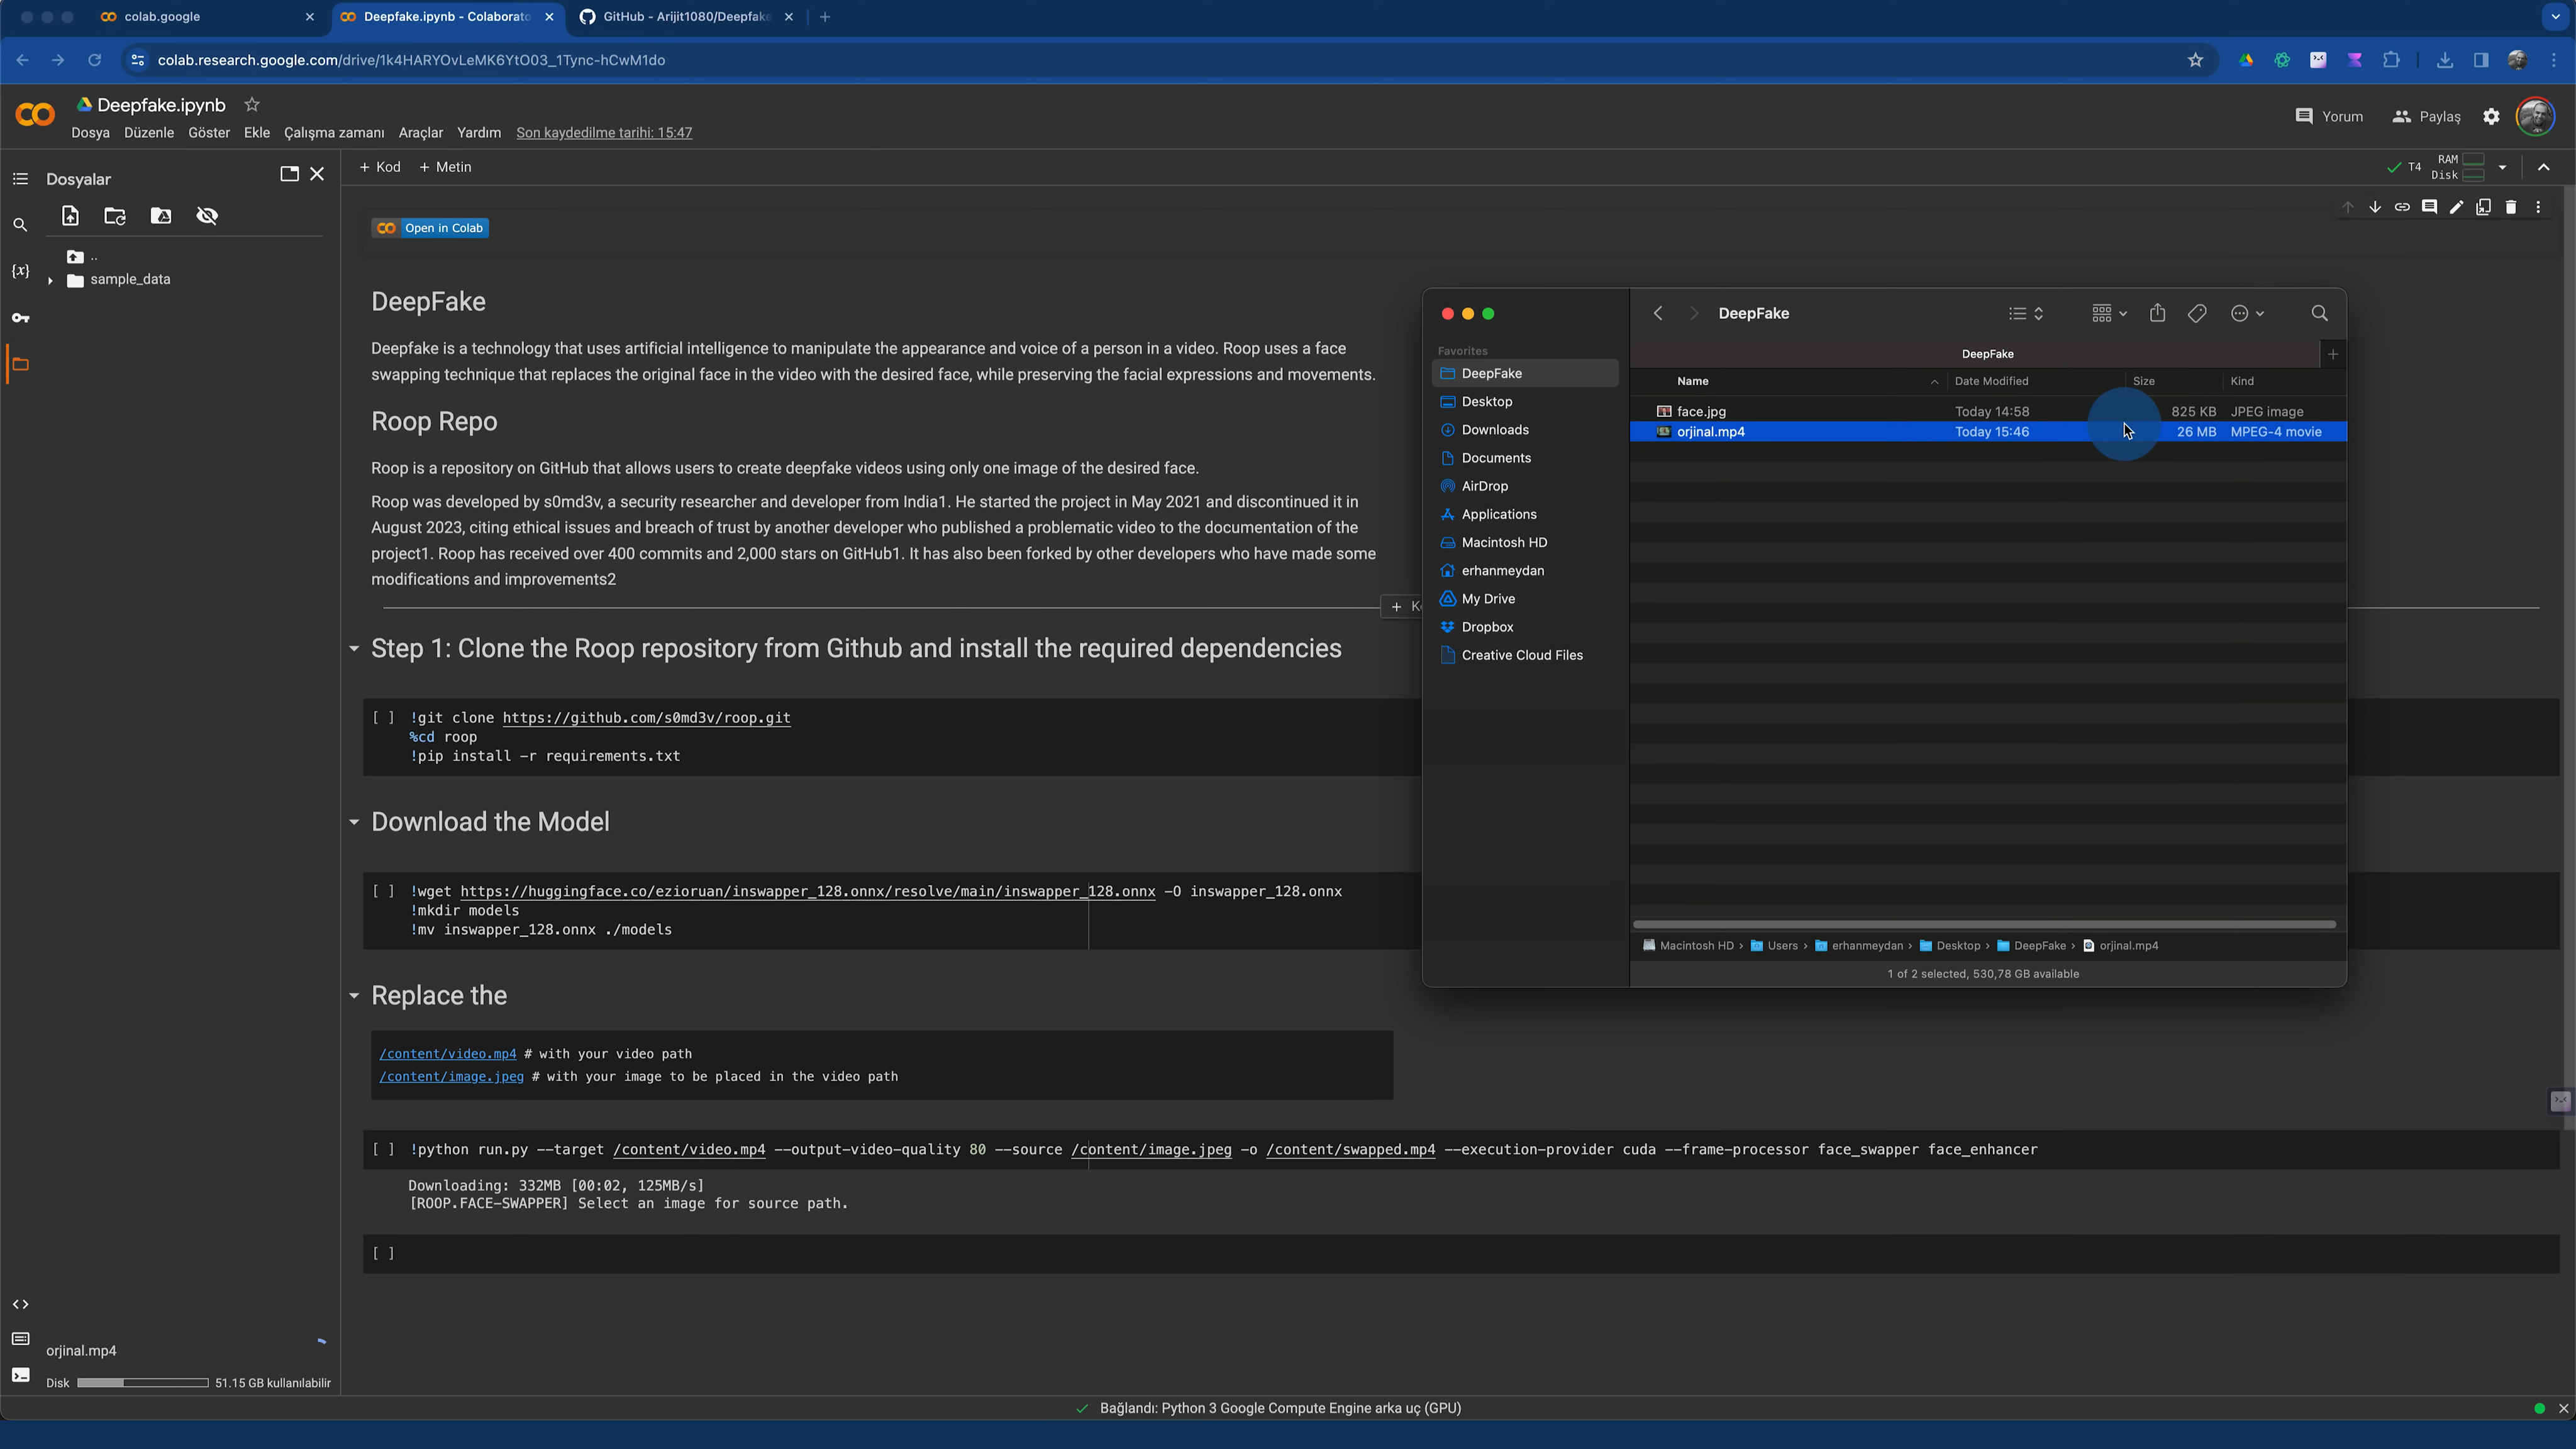 colab.google
Deepfake.ipynb - Colaborato
GitHub - Arijit1080/Deepfake
colab.research.google.com/drive/1k4HARYOvLeMK6YtO03_1Tync-hCwM1do
Deepfake.ipynb
Dosya Düzenle Göster Ekle Çalışma zamanı Araçlar Yardım Son kaydedilme tarihi: 15:47
Yorum
Paylaş
Dosyalar
+ Kod + Metin
T4
RAM
Disk
..
sample_data
Open in Colab
DeepFake
Deepfake is a technology that uses artificial intelligence to manipulate the appearance and voice of a person in a video. Roop uses a face
swapping technique that replaces the original face in the video with the desired face, while preserving the facial expressions and movements.
Roop Repo
Roop is a repository on GitHub that allows users to create deepfake videos using only one image of the desired face.
Roop was developed by s0md3v, a security researcher and developer from India1. He started the project in May 2021 and discontinued it in
August 2023, citing ethical issues and breach of trust by another developer who published a problematic video to the documentation of the
project1. Roop has received over 400 commits and 2,000 stars on GitHub1. It has also been forked by other developers who have made some
modifications and improvements2
Step 1: Clone the Roop repository from Github and install the required dependencies
[ ] !git clone https://github.com/s0md3v/roop.git
%cd roop
!pip install -r requirements.txt
Download the Model
[ ] !wget https://huggingface.co/ezioruan/inswapper_128.onnx/resolve/main/inswapper_128.onnx -O inswapper_128.onnx
!mkdir models
!mv inswapper_128.onnx ./models
Replace the
/content/video.mp4 # with your video path
/content/image.jpeg # with your image to be placed in the video path
[ ] !python run.py --target /content/video.mp4 --output-video-quality 80 --source /content/image.jpeg -o /content/swapped.mp4 --execution-provider cuda --frame-processor face_swapper face_enhancer
Downloading: 332MB [00:02, 125MB/s]
[ROOP.FACE-SWAPPER] Select an image for source path.
[ ]
DeepFake
DeepFake
Favorites
DeepFake
Desktop
Downloads
Documents
AirDrop
Applications
Macintosh HD
erhanmeydan
My Drive
Dropbox
Creative Cloud Files
Name Date Modified Size Kind
face.jpg Today 14:58 825 KB JPEG image
orjinal.mp4 Today 15:46 26 MB MPEG-4 movie
Macintosh HD › Users › erhanmeydan › Desktop › DeepFake › orjinal.mp4
1 of 2 selected, 530,78 GB available
orjinal.mp4
Disk 51.15 GB kullanılabilir
Bağlandı: Python 3 Google Compute Engine arka uç (GPU)